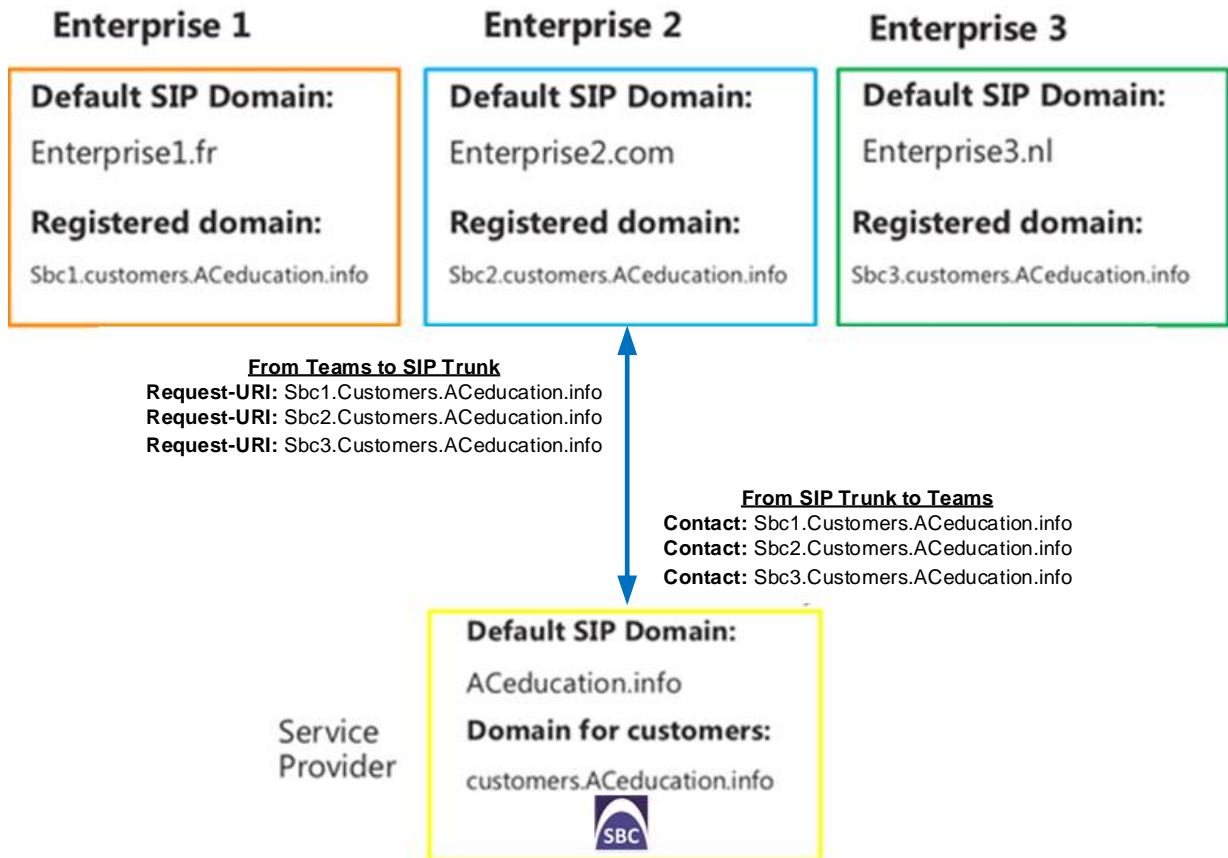 Enterprise 1
Enterprise 2
Enterprise 3
Default SIP Domain:
Enterprise1.fr
Registered domain:
Sbc1.customers.ACeducation.info
Default SIP Domain:
Enterprise2.com
Registered domain:
Sbc2.customers.ACeducation.info
Default SIP Domain:
Enterprise3.nl
Registered domain:
Sbc3.customers.ACeducation.info
From Teams to SIP Trunk
Request-URI: Sbc1.Customers.ACeducation.info
Request-URI: Sbc2.Customers.ACeducation.info
Request-URI: Sbc3.Customers.ACeducation.info
From SIP Trunk to Teams
Contact: Sbc1.Customers.ACeducation.info
Contact: Sbc2.Customers.ACeducation.info
Contact: Sbc3.Customers.ACeducation.info
Service
Provider
Default SIP Domain:
ACeducation.info
Domain for customers:
customers.ACeducation.info
SBC